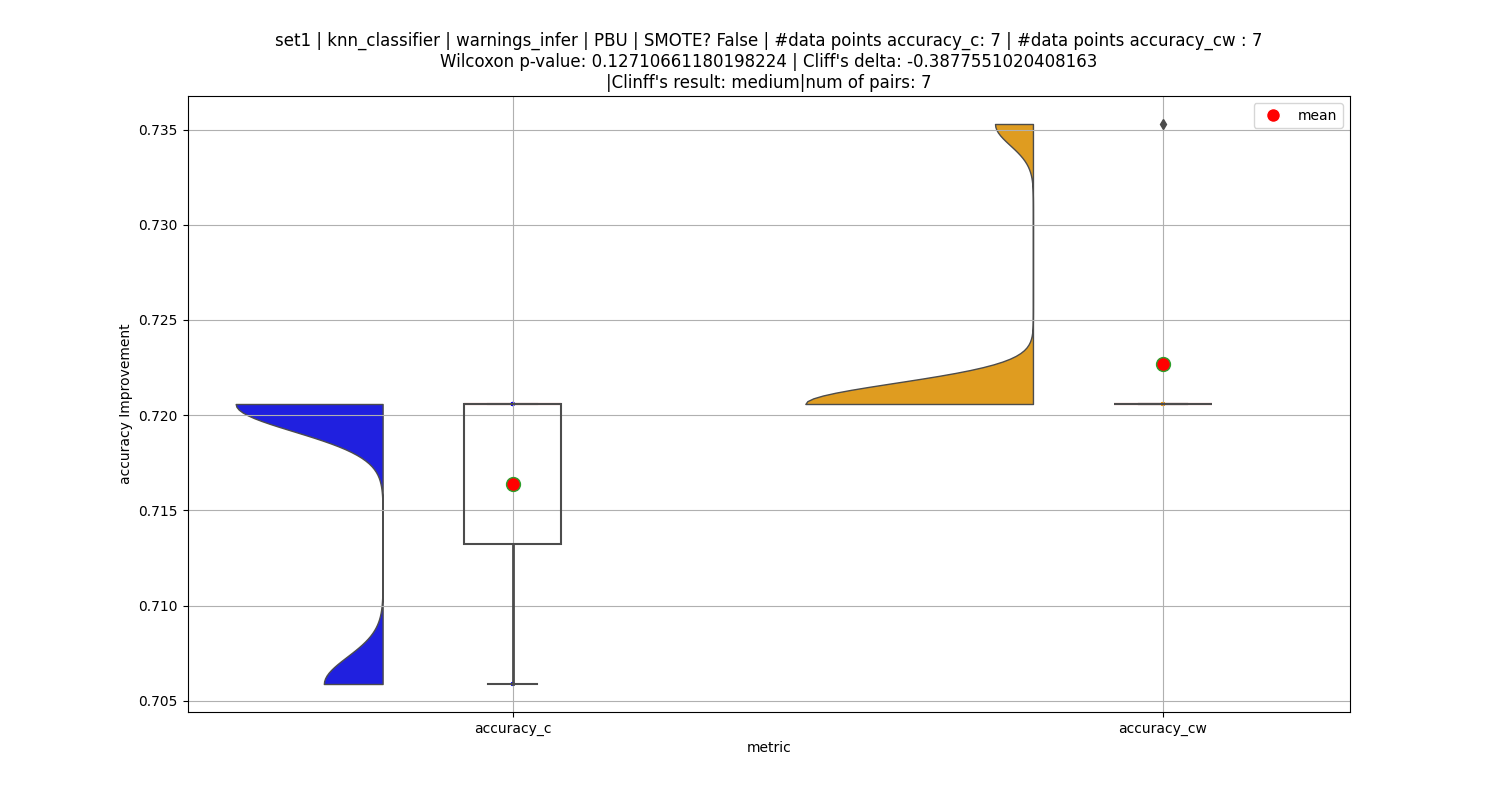 set1 | knn_classifier | warnings_infer | PBU | SMOTE? False | #data points accuracy_c: 7 | #data points accuracy_cw : 7
Wilcoxon p-value: 0.12710661180198224 | Cliff's delta: -0.3877551020408163
|Clinff's result: medium|num of pairs: 7
mean
accuracy Improvement
0.735
0.730
0.725
0.720
0.715
0.710
0.705
accuracy_c
accuracy_cw
metric